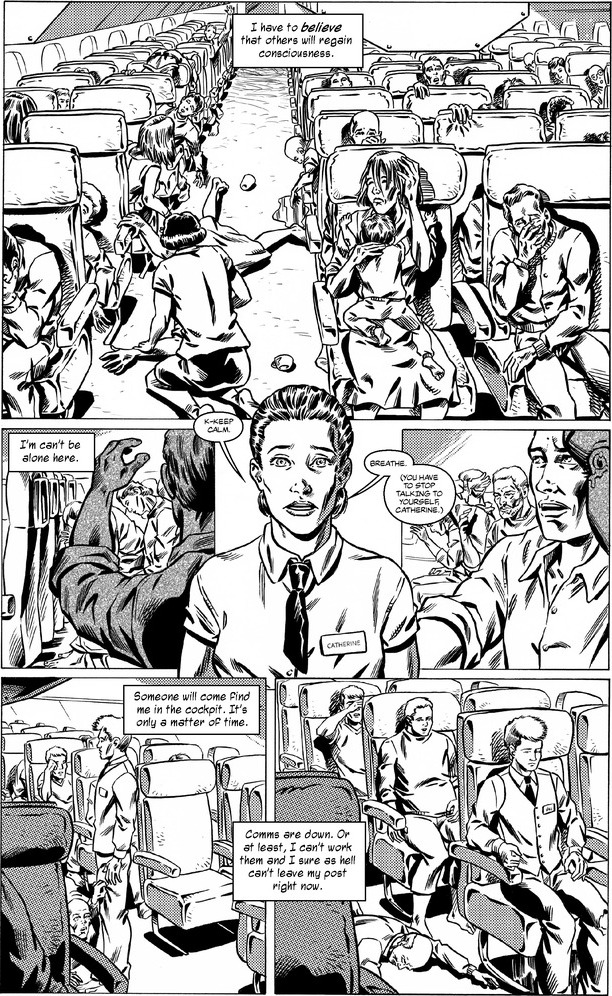 I have to believe
that others will regain
consciousness.
I'm can't be
alone here.
K-KEEP
CALM.
BREATHE.
(YOU HAVE
TO STOP
TALKING TO
YOURSELF,
CATHERINE.)
CATHERINE
Someone will come find
me in the cockpit. It's
only a matter of time.
Comms are down. Or
at least, I can't work
them and I sure as hell
can't leave my post
right now.